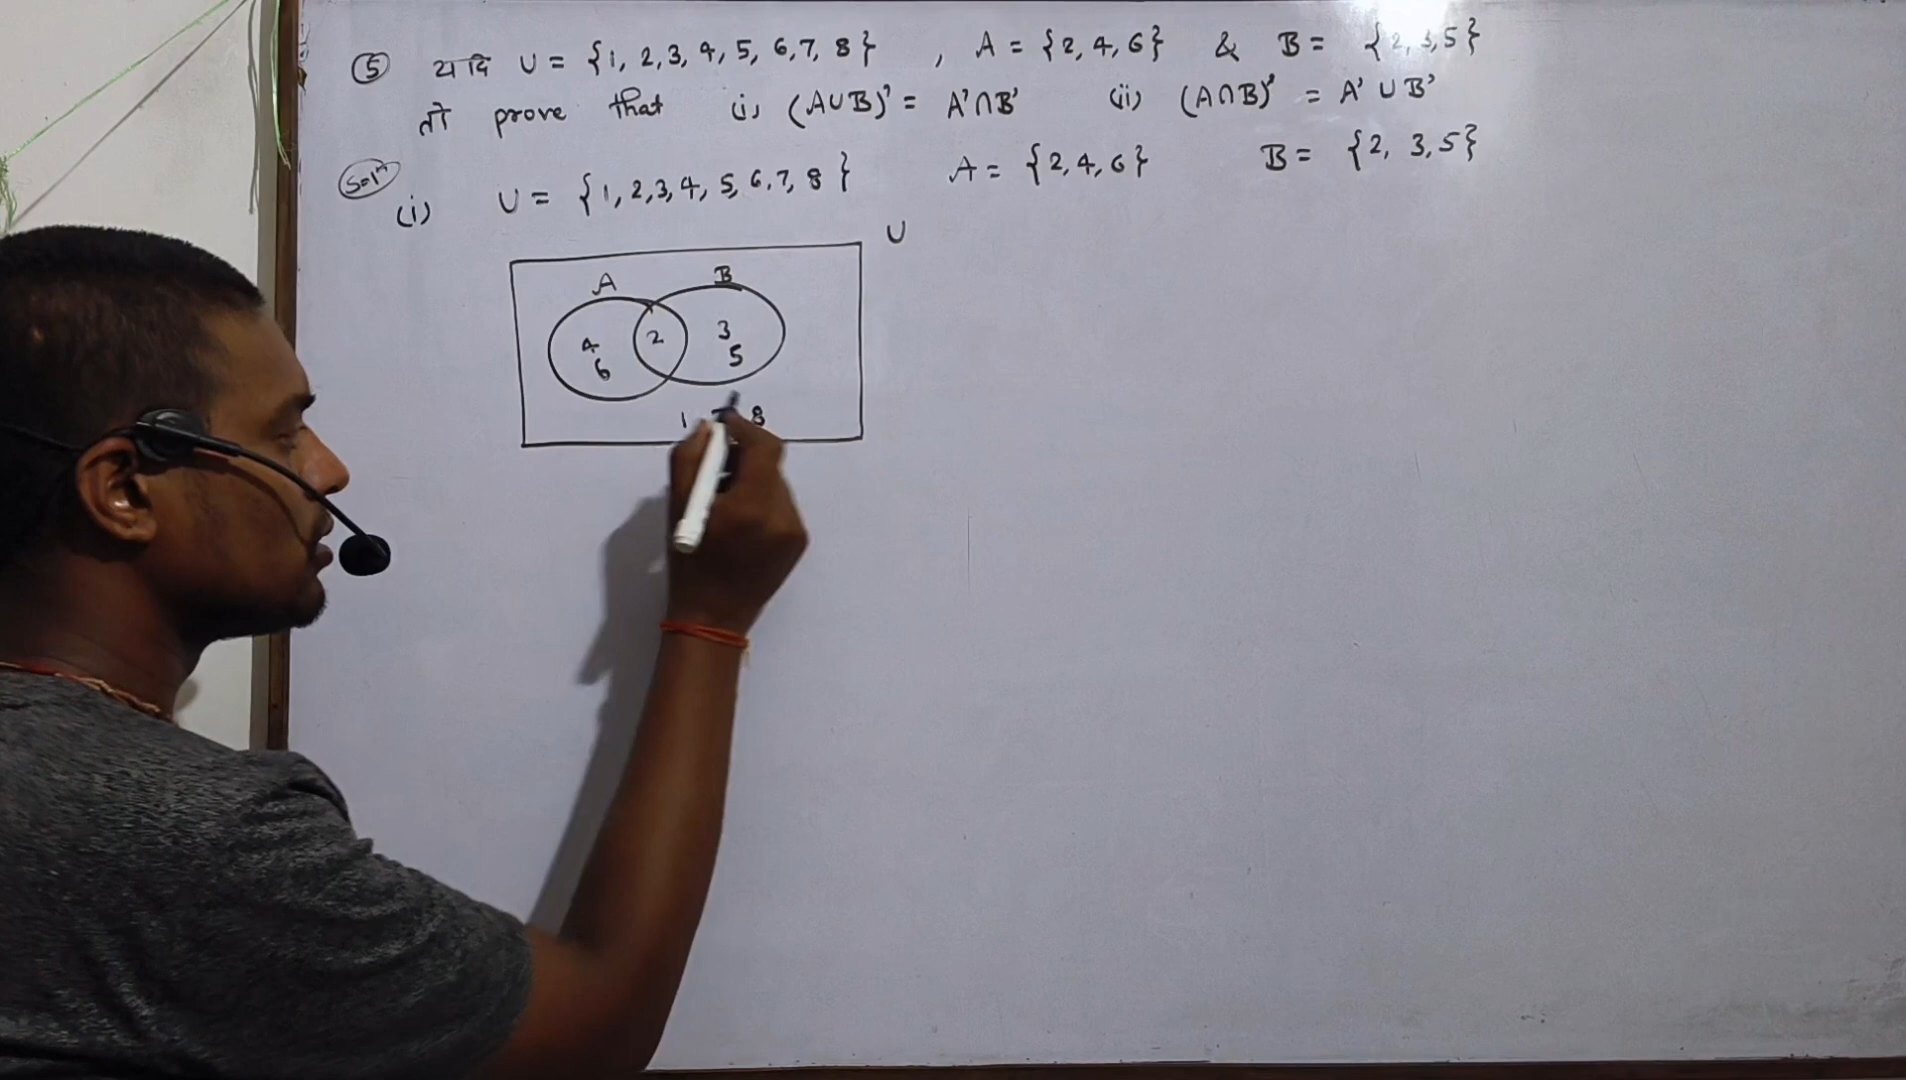 ⑤ यदि U = {1, 2, 3, 4, 5, 6, 7, 8} , A = {2, 4, 6} & B = {2, 3, 5}
तो prove that (i) (A∪B)' = A'∩B' (ii) (A∩B)' = A' ∪ B'
Solⁿ
(i) U = {1, 2, 3, 4, 5, 6, 7, 8} A = {2, 4, 6} B = {2, 3, 5}
U
A B
4 2 3
6 5
1 8